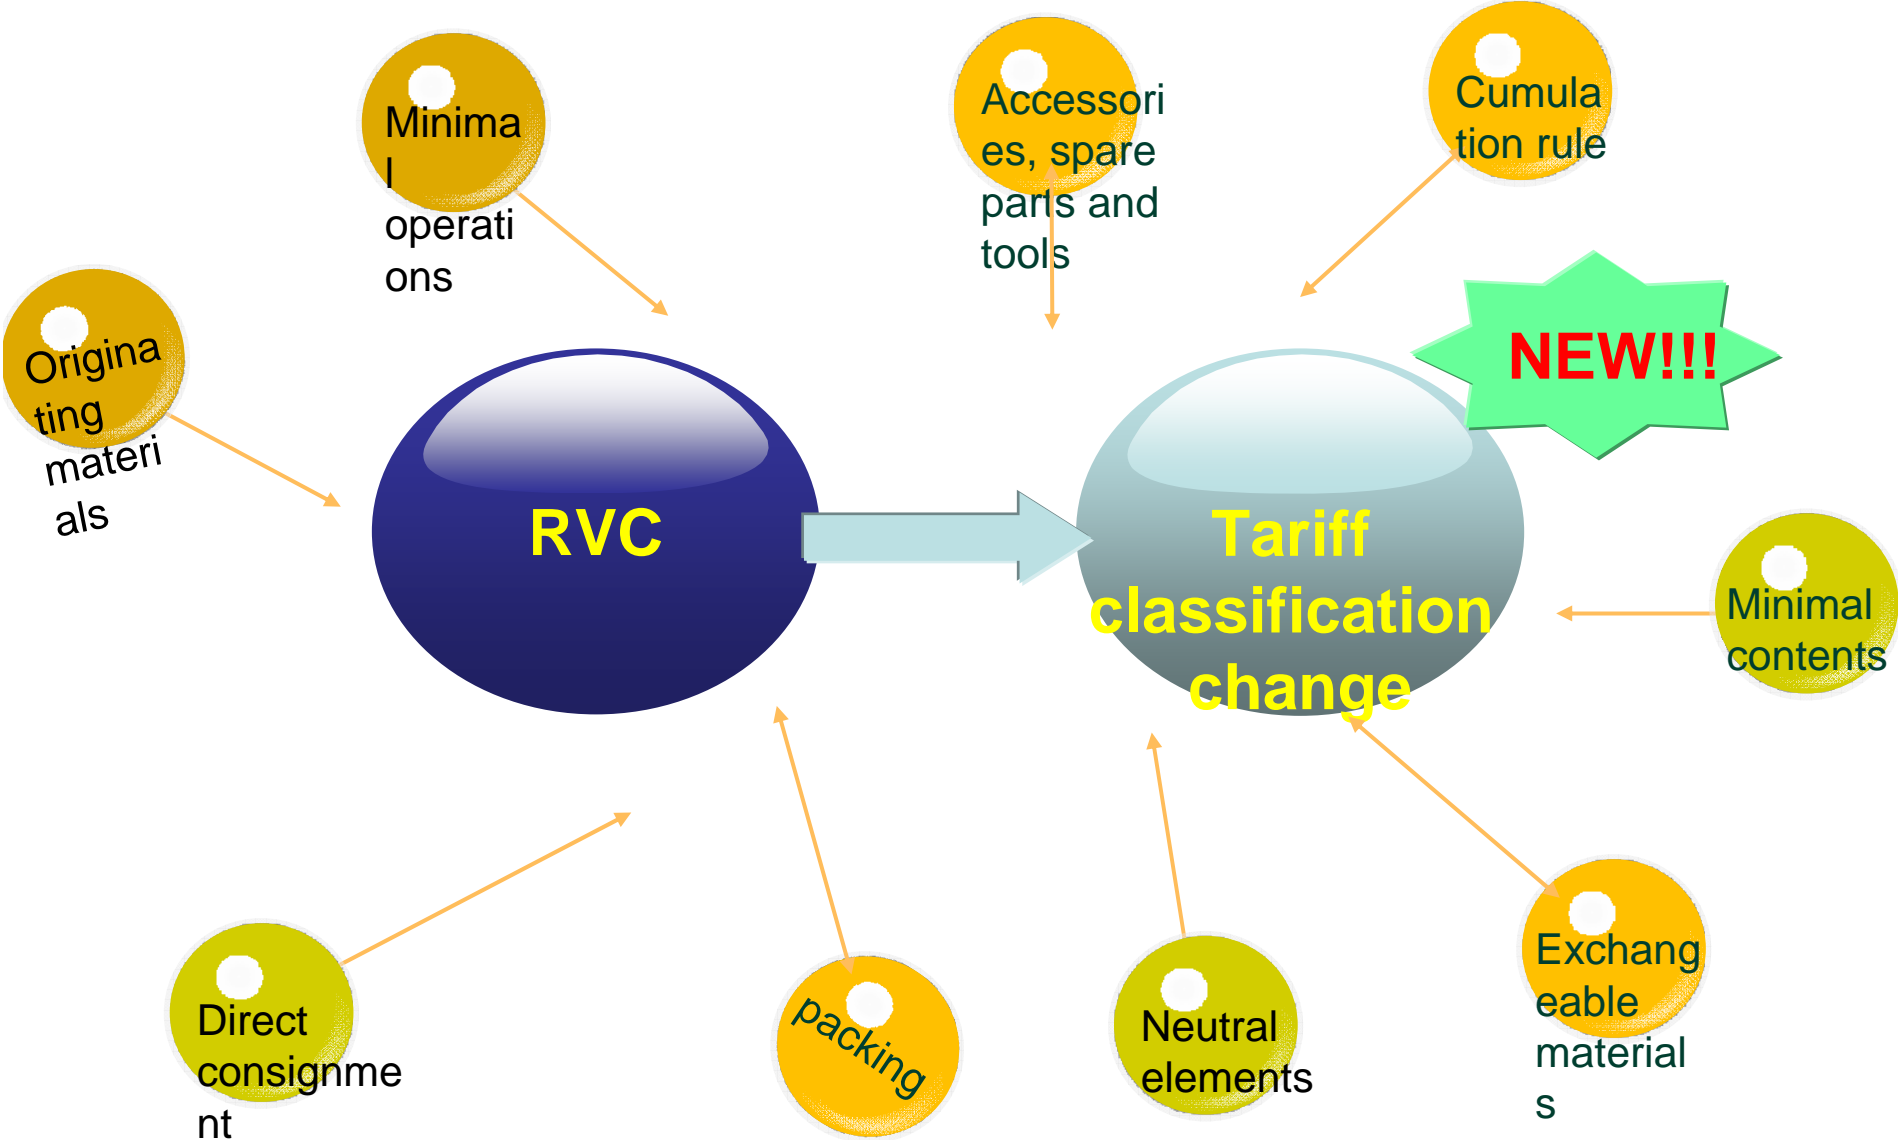 Minima
l
operati
ons
Accessori
es, spare
parts and
tools
Cumula
tion rule
Origina
ting
materi
als
NEW!!!
RVC
Tariff
classification
change
Minimal
contents
Direct
consignme
nt
packing
Neutral
elements
Exchang
eable
material
s